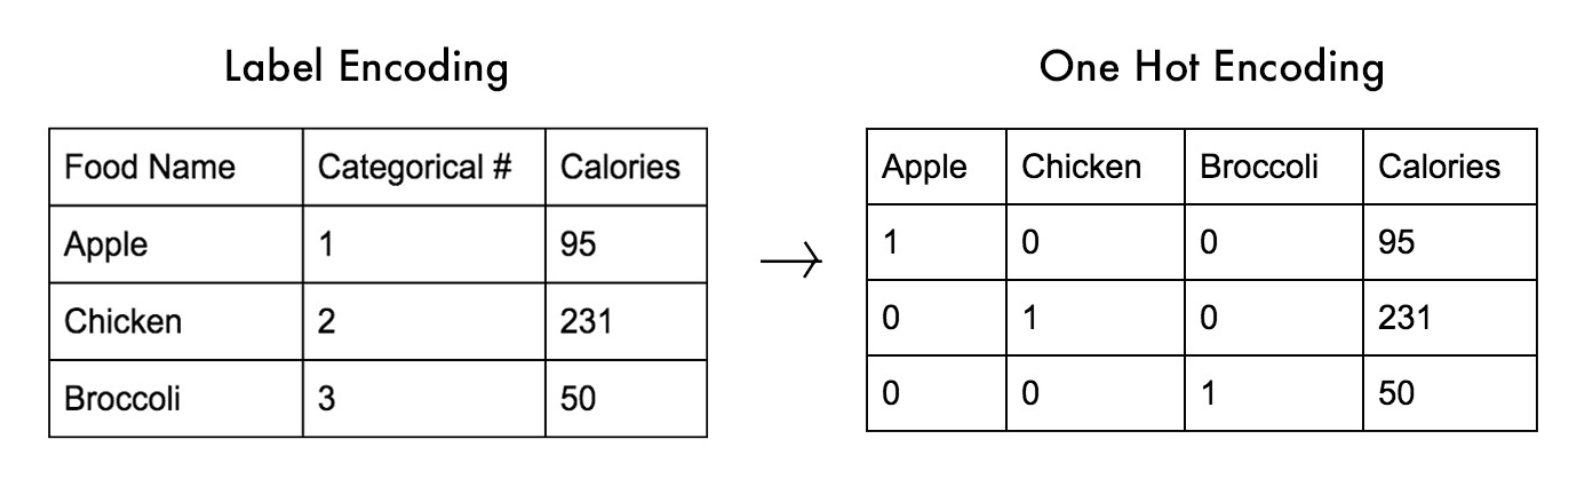 Label Encoding
Food Name Categorical # Calories
Apple 1 95
Chicken 2 231
Broccoli 3 50
→
One Hot Encoding
Apple Chicken Broccoli Calories
1 0 0 95
0 1 0 231
0 0 1 50